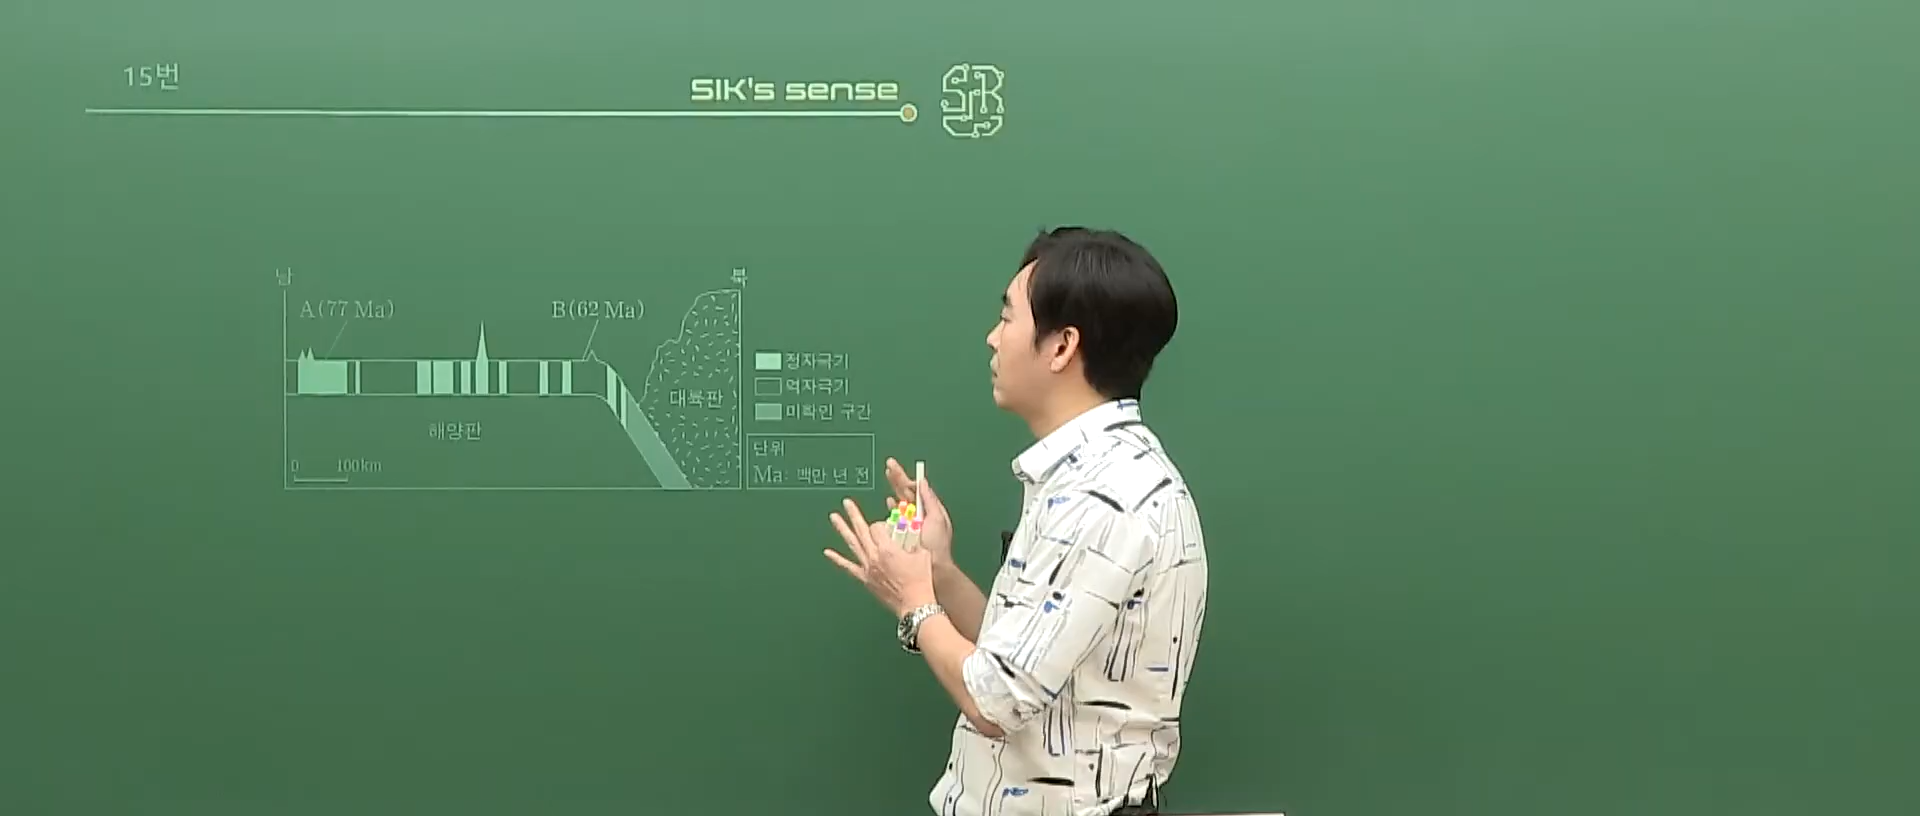 15번
SIK's sense
SIK
남
북
A(77 Ma)
B(62 Ma)
정자극기
역자극기
미확인 구간
대륙판
해양판
단위
Ma: 백만 년 전
0
100km